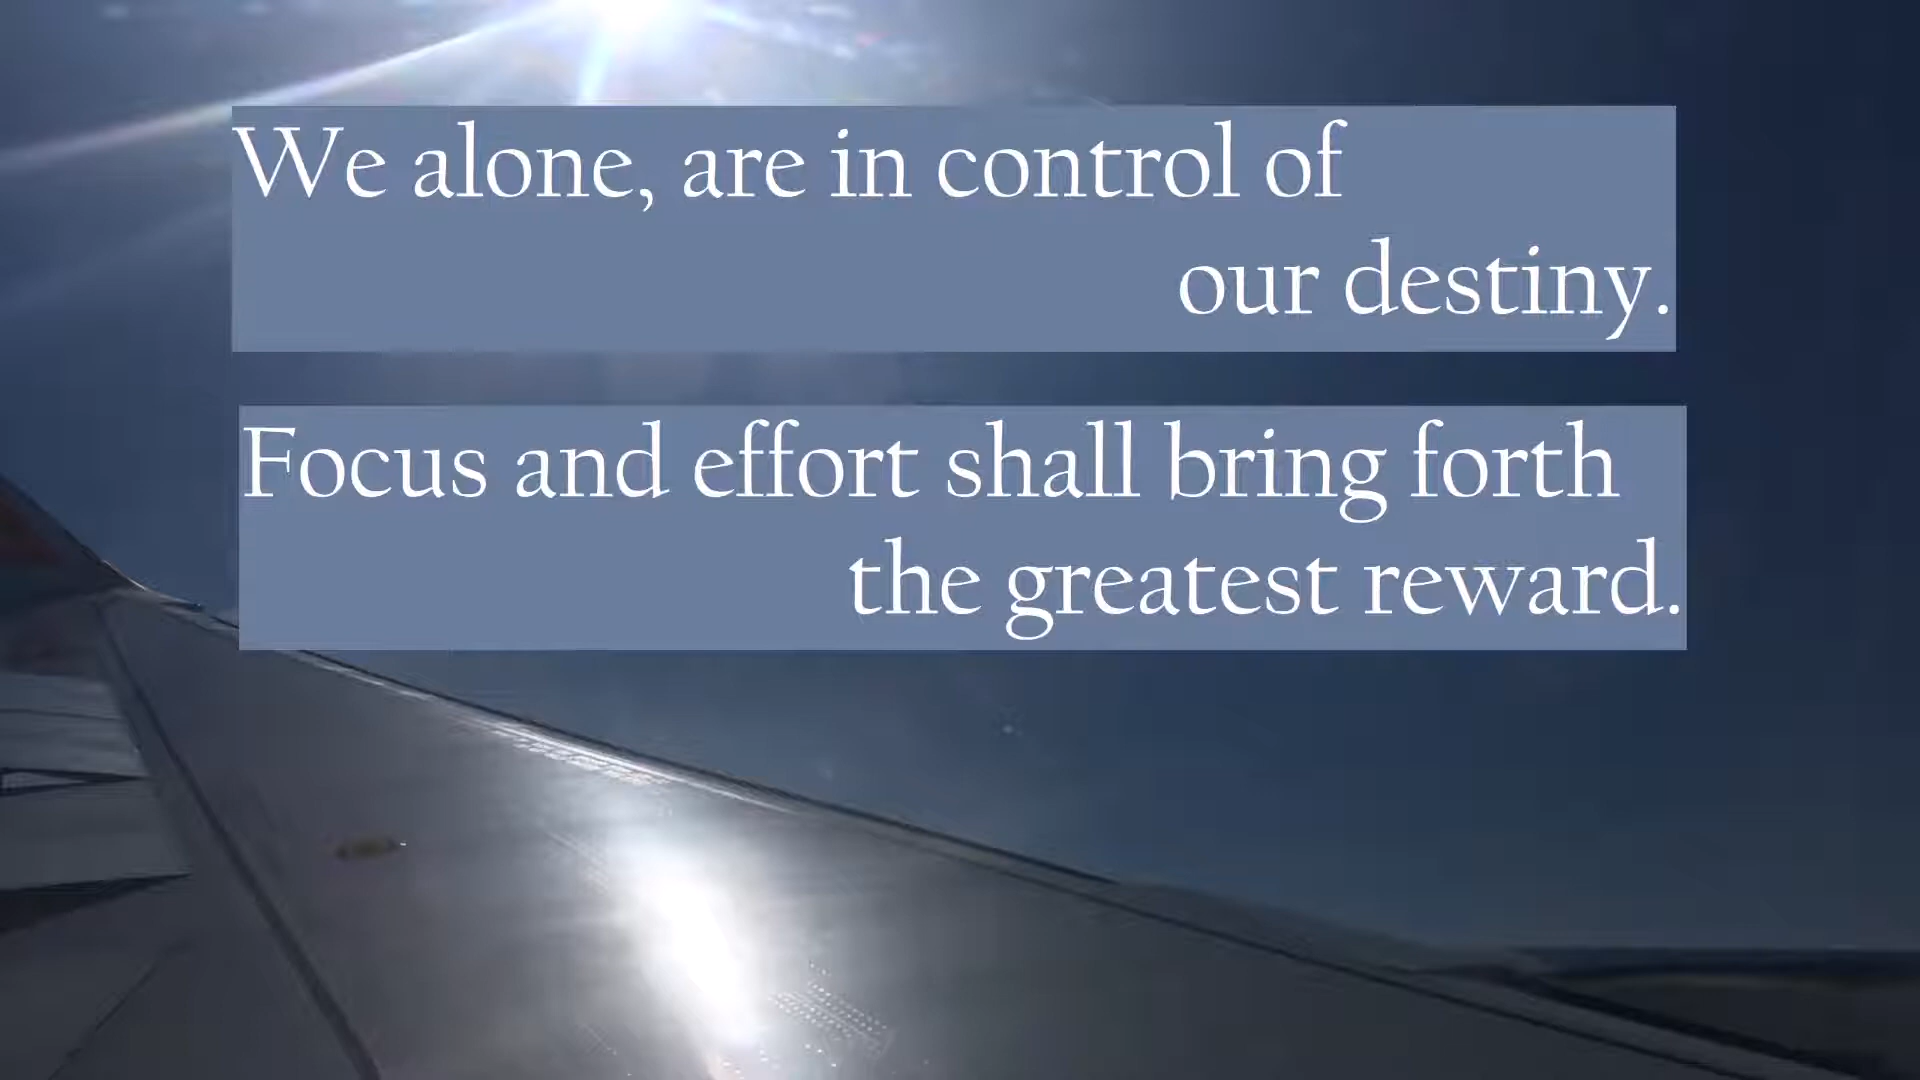 We alone, are in control of
our destiny.
Focus and effort shall bring forth
the greatest reward.